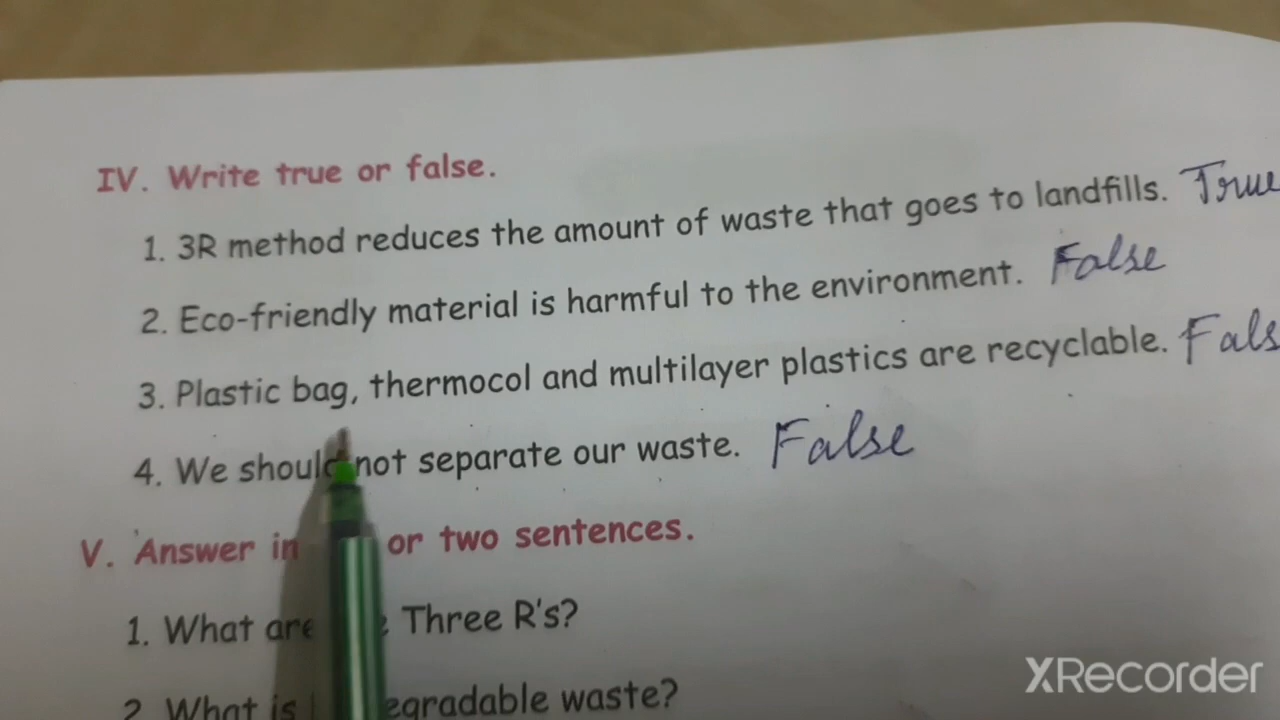 IV. Write true or false.
1. 3R method reduces the amount of waste that goes to landfills. True
2. Eco-friendly material is harmful to the environment. False
3. Plastic bag, thermocol and multilayer plastics are recyclable. Fals
4. We should not separate our waste. False
V. Answer in or two sentences.
1. What are Three R's?
2. What is egradable waste?
XRecorder